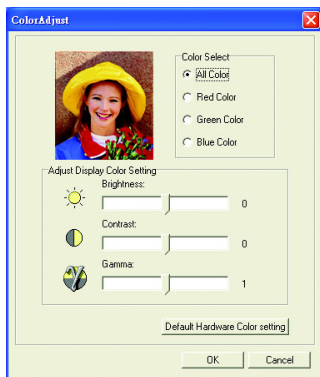 ColorAdjust
Color Select
All Color
Red Color
Green Color
Blue Color
Adjust Display Color Setting
Brightness:
0
Contrast:
0
Gamma:
1
Default Hardware Color setting
OK
Cancel